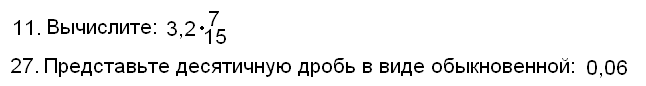 11. Вычислите: 3,2·7/15
27. Представьте десятичную дробь в виде обыкновенной: 0,06